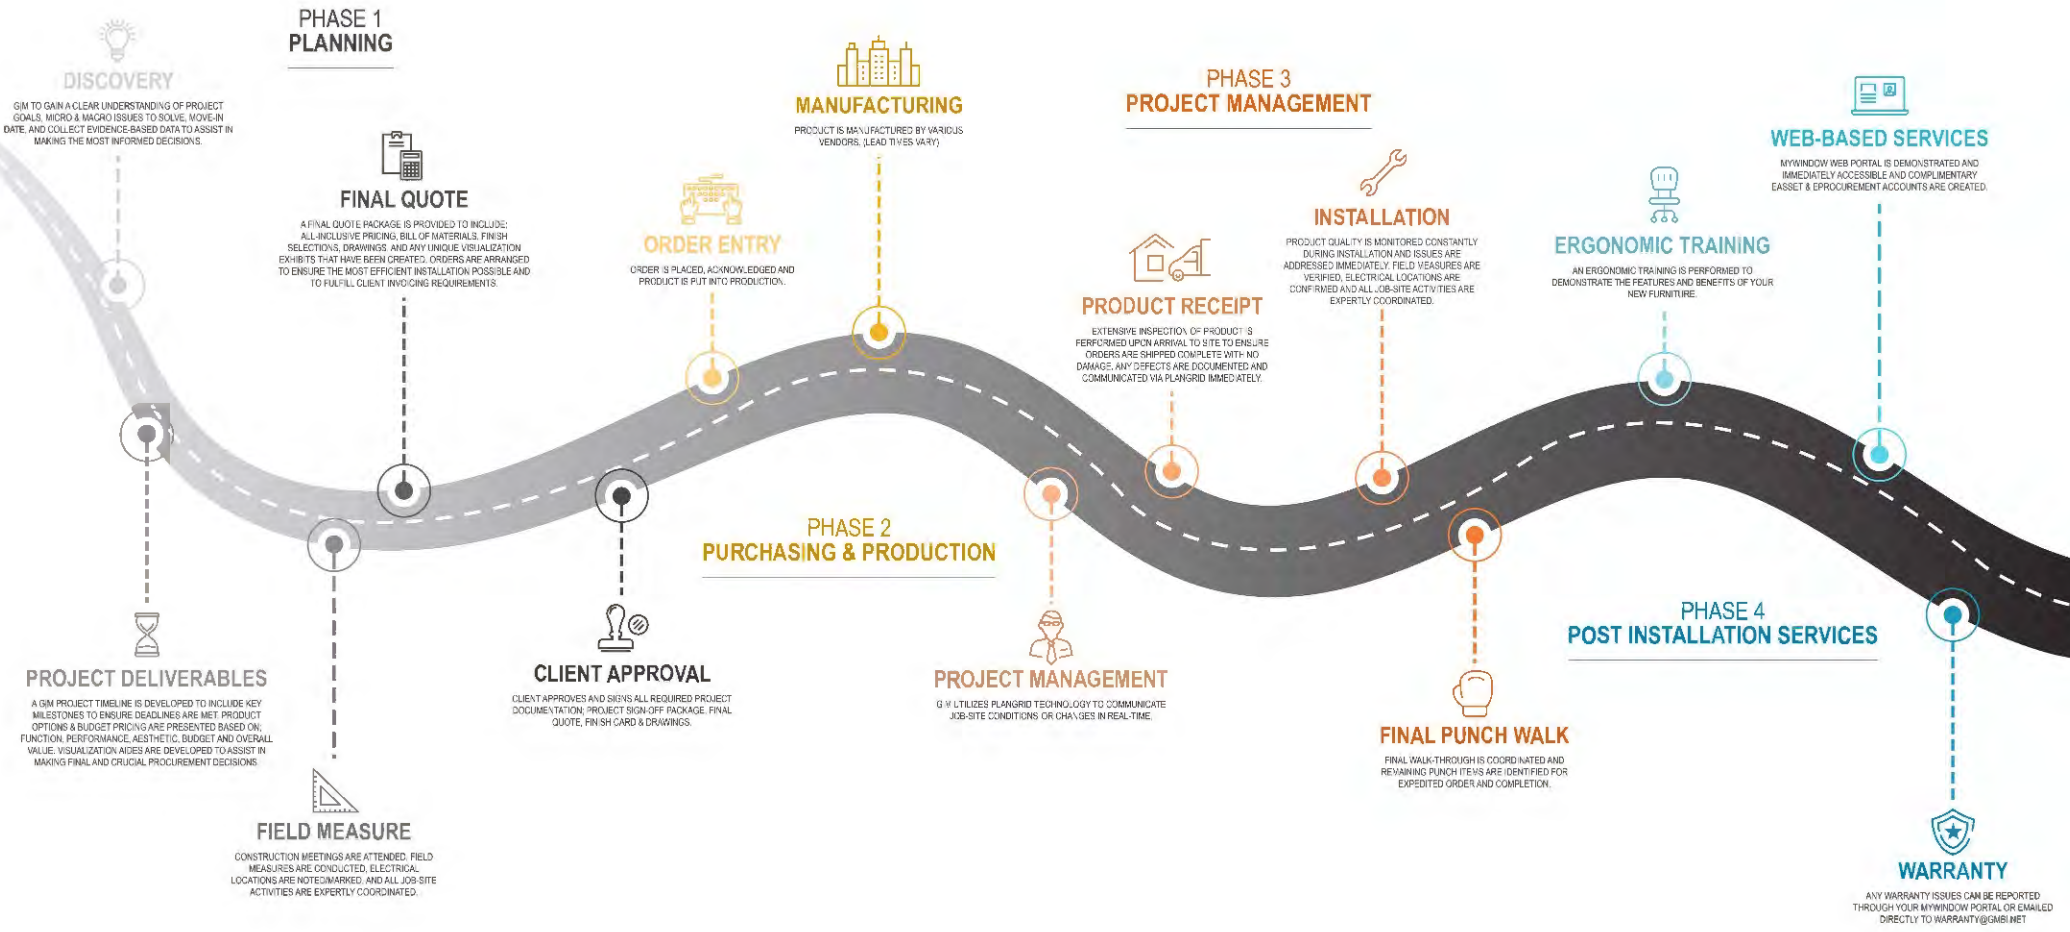 PHASE 1
PLANNING
DISCOVERY
GJM TO GAIN A CLEAR UNDERSTANDING OF PROJECT
GOALS, MICRO & MACRO ISSUES TO SOLVE, MOVE-IN
DATE, AND COLLECT EVIDENCE-BASED DATA TO ASSIST IN
MAKING THE MOST INFORMED DECISIONS.
PROJECT DELIVERABLES
A GJM PROJECT TIMELINE IS DEVELOPED TO INCLUDE KEY
MILESTONES TO ENSURE DEADLINES ARE MET. PRODUCT
OPTIONS & BUDGET PRICING ARE PRESENTED BASED ON;
FUNCTION, PERFORMANCE, AESTHETIC, BUDGET AND OVERALL
VALUE. VISUALIZATION AIDES ARE DEVELOPED TO ASSIST IN
MAKING FINAL AND CRUCIAL PROCUREMENT DECISIONS.
FIELD MEASURE
CONSTRUCTION MEETINGS ARE ATTENDED, FIELD
MEASURES ARE CONDUCTED, ELECTRICAL
LOCATIONS ARE NOTED/MARKED, AND ALL JOB-SITE
ACTIVITIES ARE EXPERTLY COORDINATED.
FINAL QUOTE
A FINAL QUOTE PACKAGE IS PROVIDED TO INCLUDE;
ALL-INCLUSIVE PRICING, BILL OF MATERIALS, FINISH
SELECTIONS, DRAWINGS, AND ANY UNIQUE VISUALIZATION
EXHIBITS THAT HAVE BEEN CREATED. ORDERS ARE ARRANGED
TO ENSURE THE MOST EFFICIENT INSTALLATION POSSIBLE AND
TO FULFILL CLIENT INVOICING REQUIREMENTS.
CLIENT APPROVAL
CLIENT APPROVES AND SIGNS ALL REQUIRED PROJECT
DOCUMENTATION; PROJECT SIGN-OFF PACKAGE, FINAL
QUOTE, FINISH CARD & DRAWINGS.
PHASE 2
PURCHASING & PRODUCTION
ORDER ENTRY
ORDER IS PLACED, ACKNOWLEDGED AND
PRODUCT IS PUT INTO PRODUCTION.
MANUFACTURING
PRODUCT IS MANUFACTURED BY VARIOUS
VENDORS. (LEAD TIMES VARY)
PHASE 3
PROJECT MANAGEMENT
PROJECT MANAGEMENT
GJM UTILIZES PLANGRID TECHNOLOGY TO COMMUNICATE
JOB-SITE CONDITIONS OR CHANGES IN REAL-TIME.
PRODUCT RECEIPT
EXTENSIVE INSPECTION OF PRODUCT IS
PERFORMED UPON ARRIVAL TO SITE TO ENSURE
ORDERS ARE SHIPPED COMPLETE WITH NO
DAMAGE. ANY DEFECTS ARE DOCUMENTED AND
COMMUNICATED VIA PLANGRID IMMEDIATELY.
INSTALLATION
PRODUCT QUALITY IS MONITORED CONSTANTLY
DURING INSTALLATION AND ISSUES ARE
ADDRESSED IMMEDIATELY. FIELD MEASURES ARE
VERIFIED, ELECTRICAL LOCATIONS ARE
CONFIRMED AND ALL JOB-SITE ACTIVITIES ARE
EXPERTLY COORDINATED.
FINAL PUNCH WALK
FINAL WALK-THROUGH IS COORDINATED AND
REMAINING PUNCH ITEMS ARE IDENTIFIED FOR
EXPEDITED ORDER AND COMPLETION.
PHASE 4
POST INSTALLATION SERVICES
ERGONOMIC TRAINING
AN ERGONOMIC TRAINING IS PERFORMED TO
DEMONSTRATE THE FEATURES AND BENEFITS OF YOUR
NEW FURNITURE.
WEB-BASED SERVICES
MYWINDOW WEB PORTAL IS DEMONSTRATED AND
IMMEDIATELY ACCESSIBLE AND COMPLIMENTARY
EASSET & EPROCUREMENT ACCOUNTS ARE CREATED.
WARRANTY
ANY WARRANTY ISSUES CAN BE REPORTED
THROUGH YOUR MYWINDOW PORTAL OR EMAILED
DIRECTLY TO WARRANTY@GMBI.NET